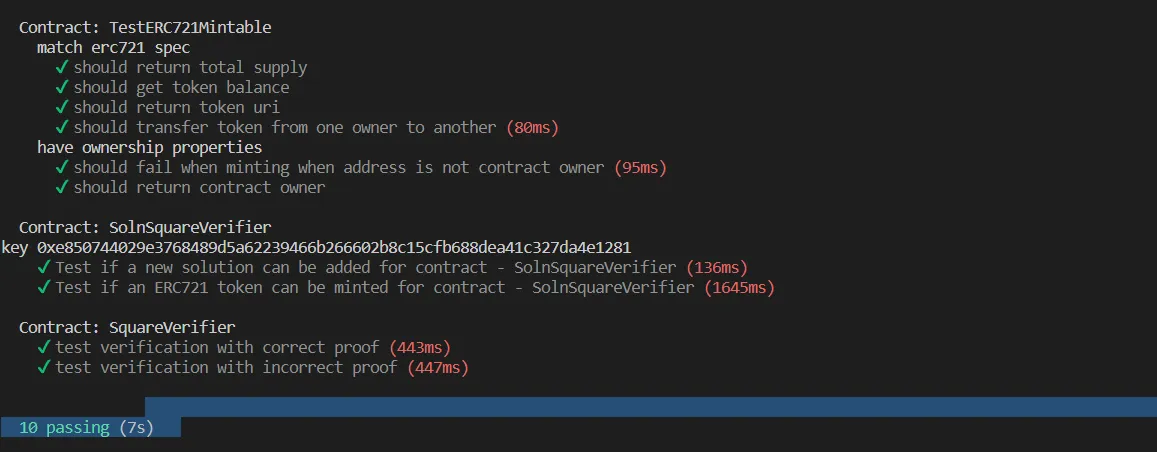 Contract: TestERC721Mintable
match erc721 spec
✓ should return total supply
✓ should get token balance
✓ should return token uri
✓ should transfer token from one owner to another (80ms)
have ownership properties
✓ should fail when minting when address is not contract owner (95ms)
✓ should return contract owner
Contract: SolnSquareVerifier
key 0xe850744029e3768489d5a62239466b266602b8c15cfb688dea41c327da4e1281
✓ Test if a new solution can be added for contract - SolnSquareVerifier (136ms)
✓ Test if an ERC721 token can be minted for contract - SolnSquareVerifier (1645ms)
Contract: SquareVerifier
✓ test verification with correct proof (443ms)
✓ test verification with incorrect proof (447ms)
10 passing (7s)